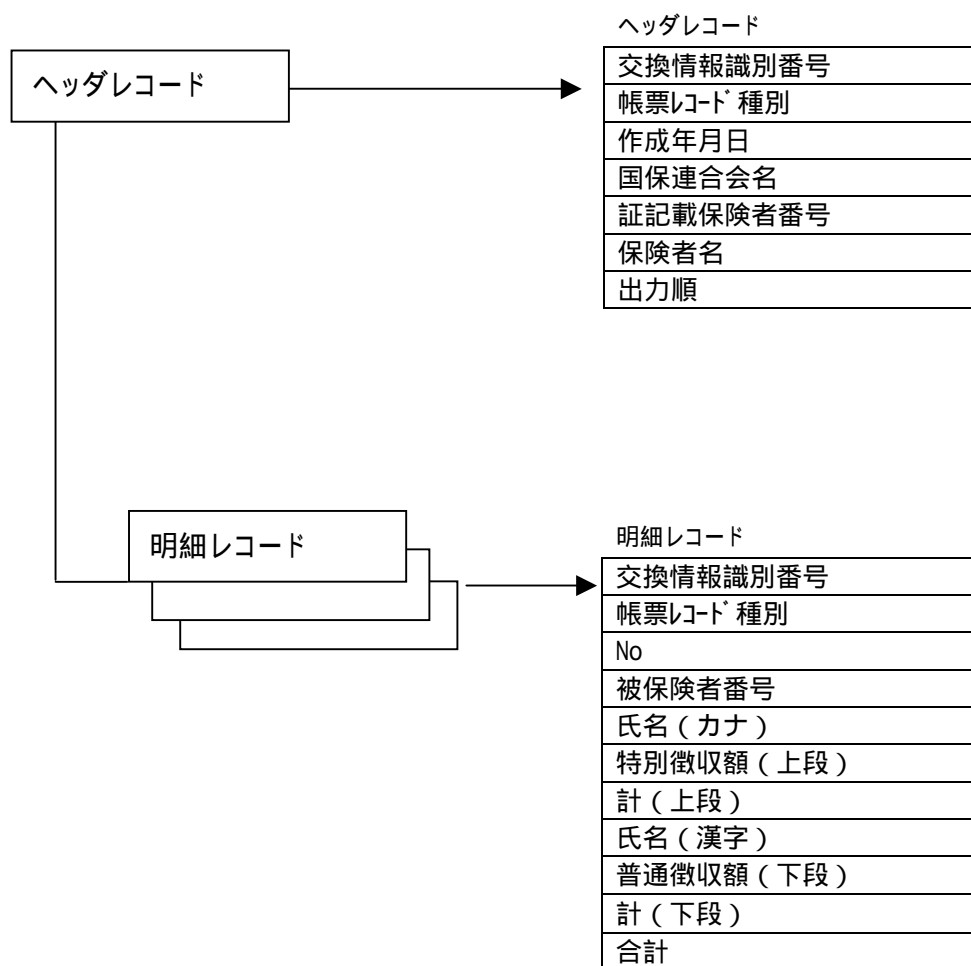 ヘッダレコード
ヘッダレコード
交換情報識別番号
帳票ﾚｺｰﾄﾞ種別
作成年月日
国保連合会名
証記載保険者番号
保険者名
出力順
明細レコード
明細レコード
交換情報識別番号
帳票ﾚｺｰﾄﾞ種別
No
被保険者番号
氏名（カナ）
特別徴収額（上段）
計（上段）
氏名（漢字）
普通徴収額（下段）
計（下段）
合計